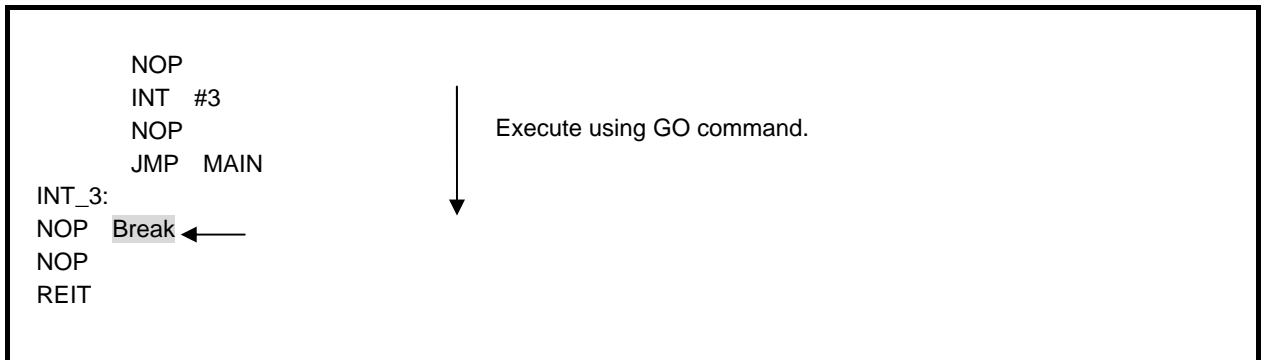 NOP
INT #3
NOP
Execute using GO command.
JMP MAIN
INT_3:
NOP Break
NOP
REIT